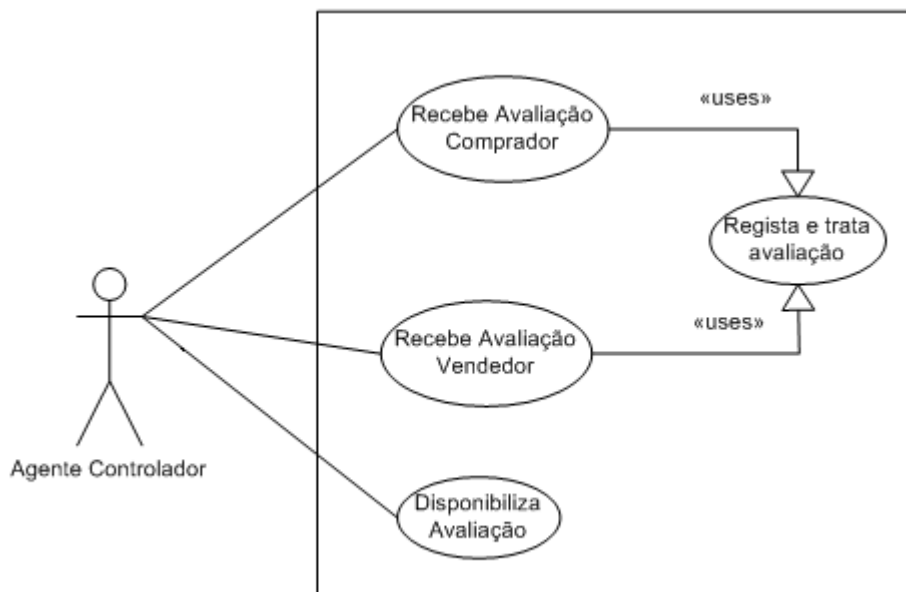 «uses»
Recebe Avaliação
Comprador
Regista e trata
avaliação
«uses»
Recebe Avaliação
Vendedor
Agente Controlador
Disponibiliza
Avaliação